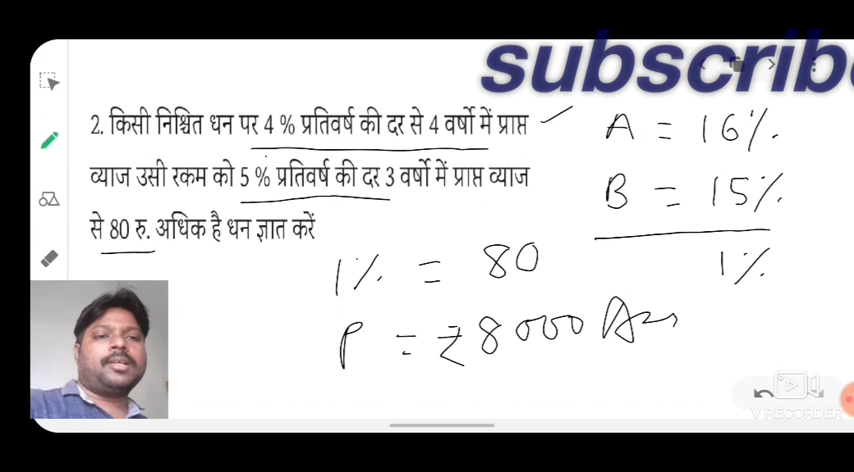 subscribe
2. किसी निश्चित धन पर 4 % प्रतिवर्ष की दर से 4 वर्षो में प्राप्त
व्याज उसी रकम को 5 % प्रतिवर्ष की दर 3 वर्षो में प्राप्त व्याज
से 80 रु. अधिक है धन ज्ञात करें
A = 16%
B = 15%
1%
1% = 80
P = ₹8000 Ans
V RECORDER